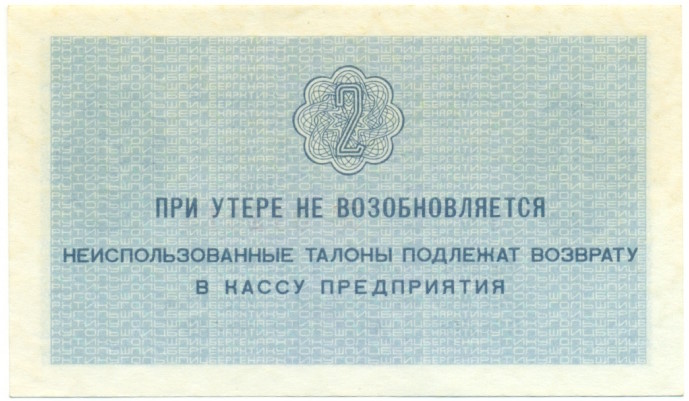 2
ПРИ УТЕРЕ НЕ ВОЗОБНОВЛЯЕТСЯ
НЕИСПОЛЬЗОВАННЫЕ ТАЛОНЫ ПОДЛЕЖАТ ВОЗВРАТУ
В КАССУ ПРЕДПРИЯТИЯ